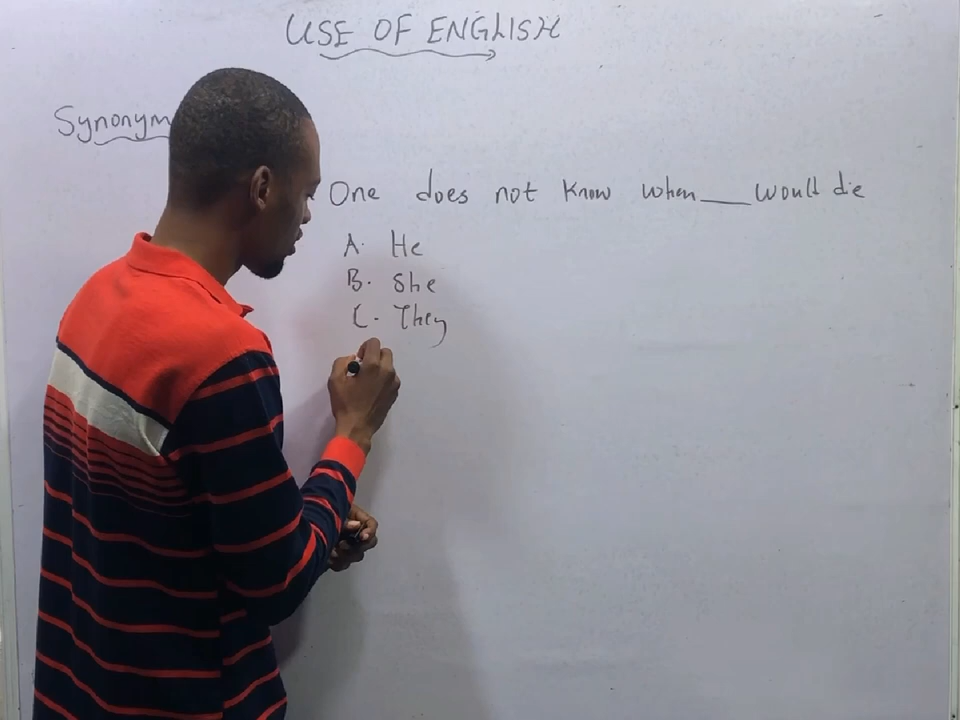 USE OF ENGLISH
Synonym
One does not know when ___ would die
A. He
B. She
C. They